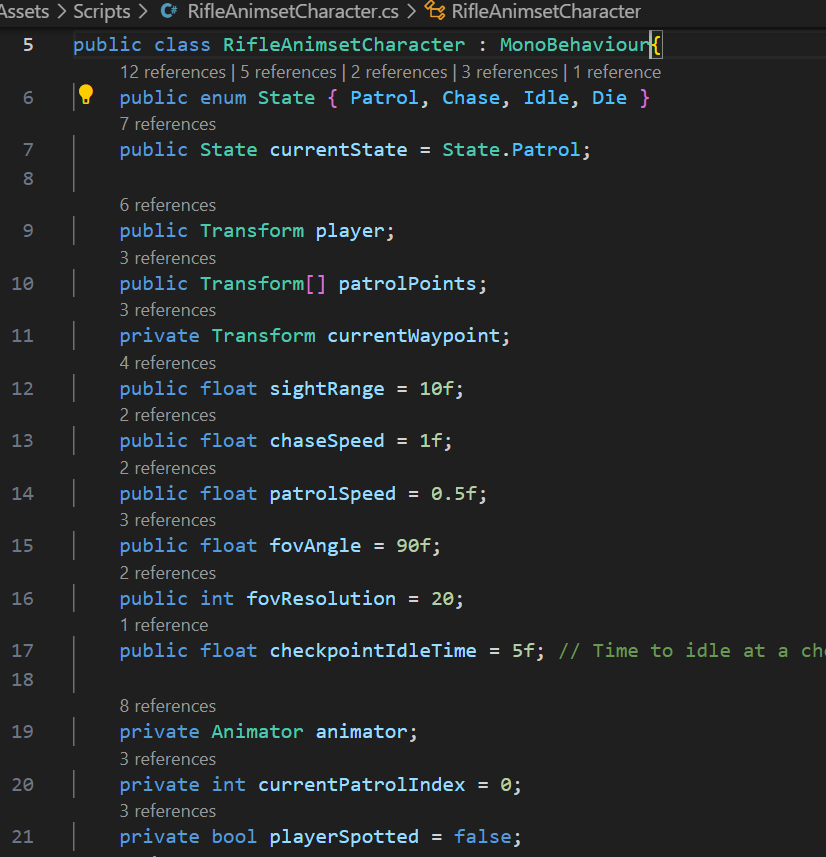 Assets > Scripts > C# RifleAnimsetCharacter.cs > RifleAnimsetCharacter
5 public class RifleAnimsetCharacter : MonoBehaviour{
12 references | 5 references | 2 references | 3 references | 1 reference
6 public enum State { Patrol, Chase, Idle, Die }
7 references
7 public State currentState = State.Patrol;
8
6 references
9 public Transform player;
3 references
10 public Transform[] patrolPoints;
3 references
11 private Transform currentWaypoint;
4 references
12 public float sightRange = 10f;
2 references
13 public float chaseSpeed = 1f;
2 references
14 public float patrolSpeed = 0.5f;
3 references
15 public float fovAngle = 90f;
2 references
16 public int fovResolution = 20;
1 reference
17 public float checkpointIdleTime = 5f; // Time to idle at a
18
8 references
19 private Animator animator;
3 references
20 private int currentPatrolIndex = 0;
3 references
21 private bool playerSpotted = false;